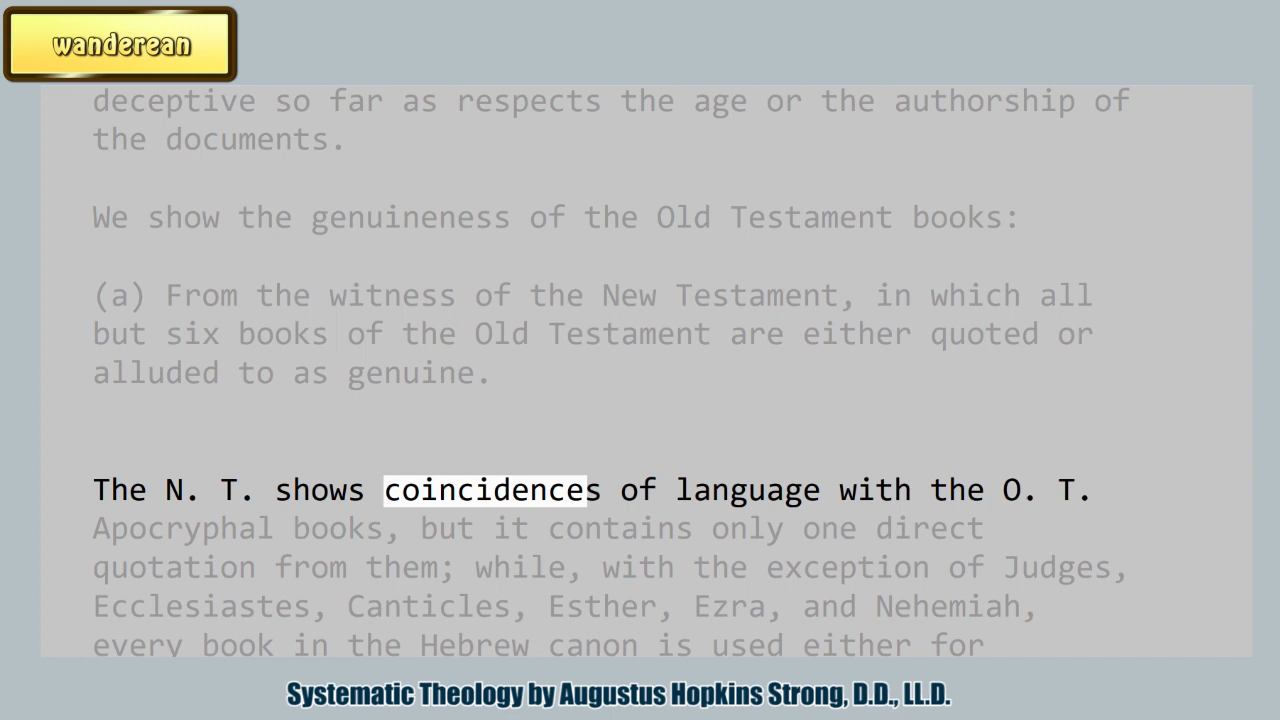 wanderean
deceptive so far as respects the age or the authorship of
the documents.
We show the genuineness of the Old Testament books:
(a) From the witness of the New Testament, in which all
but six books of the Old Testament are either quoted or
alluded to as genuine.
The N. T. shows coincidences of language with the O. T.
Apocryphal books, but it contains only one direct
quotation from them; while, with the exception of Judges,
Ecclesiastes, Canticles, Esther, Ezra, and Nehemiah,
every book in the Hebrew canon is used either for
Systematic Theology by Augustus Hopkins Strong, D.D., LL.D.